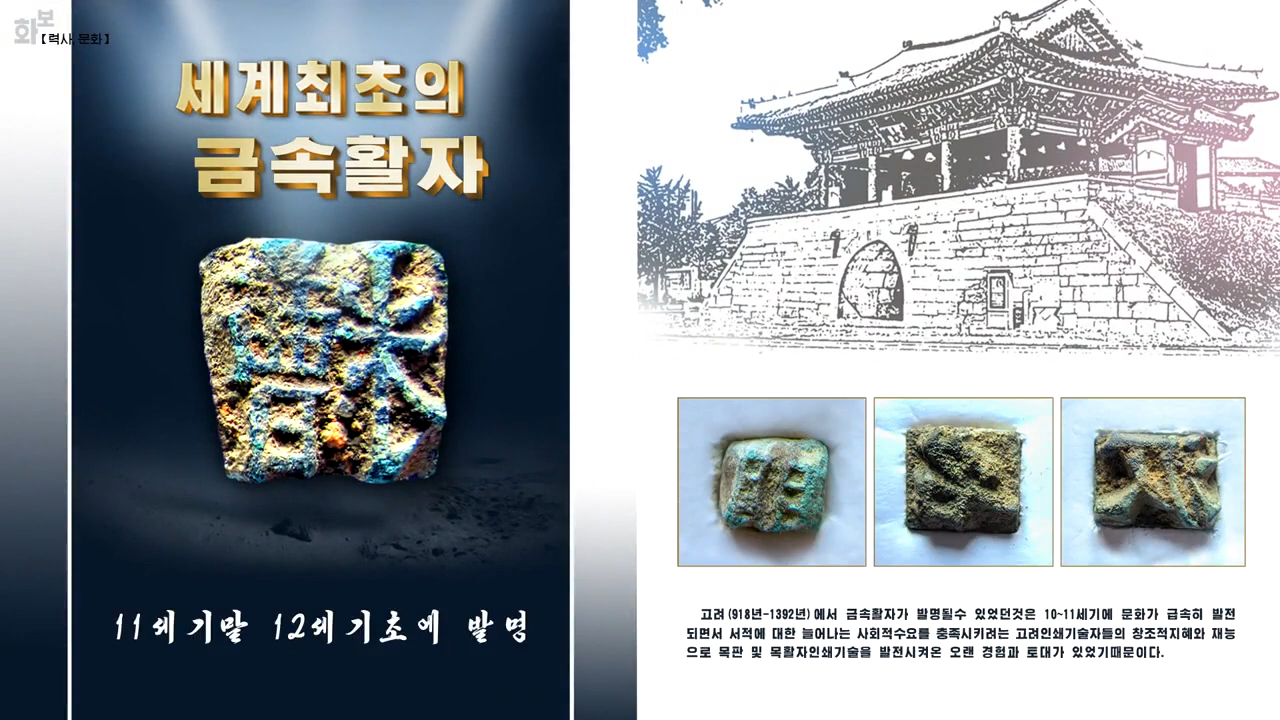 화보
【력사, 문화】
세계최초의
금속활자
11세기말 12세기초에 발명
고려(918년-1392년)에서 금속활자가 발명될수 있었던것은 10~11세기에 문화가 급속히 발전
되면서 서적에 대한 늘어나는 사회적수요를 충족시키려는 고려인쇄기술자들의 창조적지혜와 재능
으로 목판 및 목활자인쇄기술을 발전시켜온 오랜 경험과 토대가 있었기때문이다.